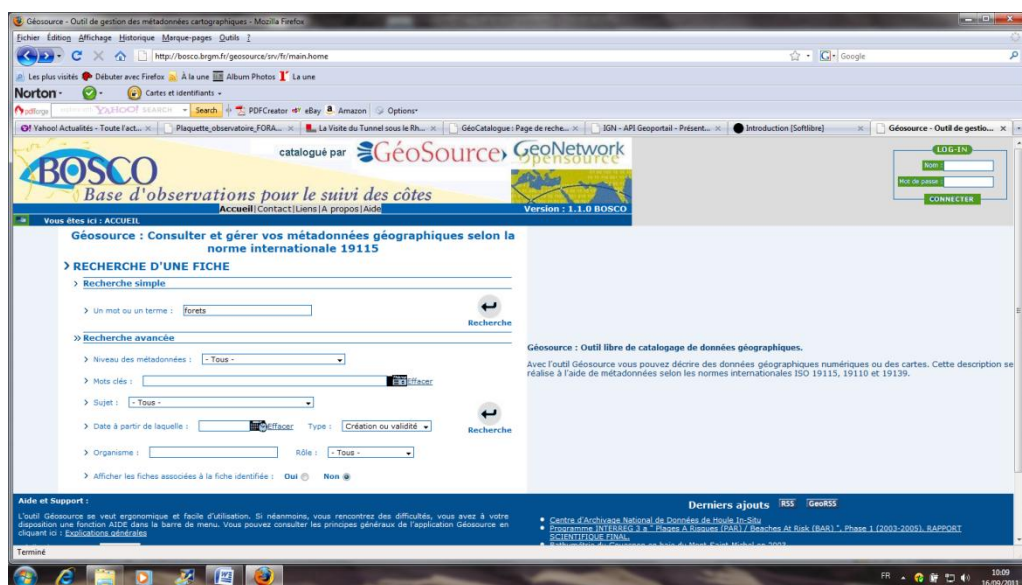 Géosource - Outil de gestion des métadonnées cartographiques - Mozilla Firefox
Fichier Édition Affichage Historique Marque-pages Outils ?
http://bosco.brgm.fr/geosource/srv/fr/main.home
Google
Les plus visités Débuter avec Firefox À la une Album Photos La une
Norton Cartes et identifiants
pdfforge YAHOO! SEARCH Search PDFCreator eBay Amazon Options
Yahoo! Actualités - Toute l'act... Plaquette_observatoire_FORA... La Visite du Tunnel sous le Rh... GéoCatalogue : Page de reche... IGN - API Geoportail - Présent... Introduction [Softlibre] Géosource - Outil de gestio...
catalogué par GéoSource GeoNetwork
opensource
BOSCO
Base d'observations pour le suivi des côtes
LOG-IN
Nom :
Mot de passe :
CONNECTER
Accueil|Contact|Liens|A propos|Aide
Version : 1.1.0 BOSCO
Vous êtes ici : ACCUEIL
Géosource : Consulter et gérer vos métadonnées géographiques selon la
norme internationale 19115
RECHERCHE D'UNE FICHE
Recherche simple
Un mot ou un terme : forets
Recherche
Recherche avancée
Niveau des métadonnées : - Tous -
Mots clés : Effacer
Sujet : - Tous -
Date à partir de laquelle : Effacer Type : Création ou validité
Recherche
Organisme : Rôle : - Tous -
Afficher les fiches associées à la fiche identifiée : Oui Non
Géosource : Outil libre de catalogage de données géographiques.
Avec l'outil Géosource vous pouvez décrire des données géographiques numériques ou des cartes. Cette description se
réalise à l'aide de métadonnées selon les normes internationales ISO 19115, 19110 et 19139.
Aide et Support :
L'outil Géosource se veut ergonomique et facile d'utilisation. Si néanmoins, vous rencontrez des difficultés, vous avez à votre
disposition une fonction AIDE dans la barre de menu. Vous pouvez consulter les principes généraux de l'application Géosource en
cliquant ici : Explications générales
Derniers ajouts RSS GeoRSS
Centre d'Archivage National de Données de Houle In-Situ
Programme INTERREG 3 a " Plages A Risques (PAR) / Beaches At Risk (BAR) ", Phase 1 (2003-2005). RAPPORT
SCIENTIFIQUE FINAL.
Terminé
FR
10:09
16/09/2011